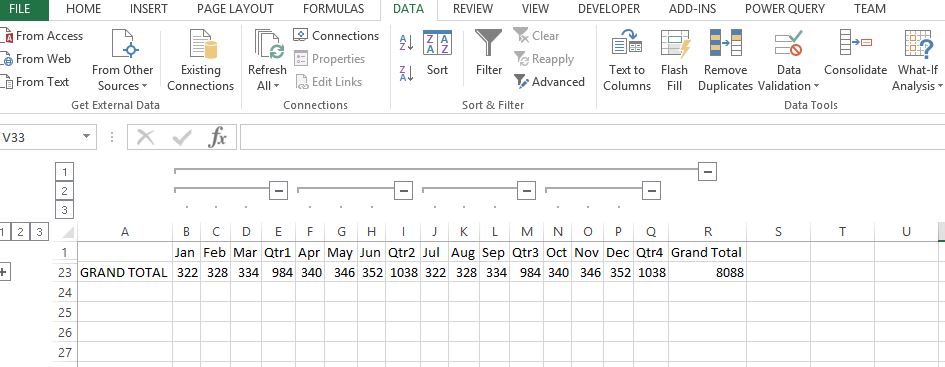 FILE HOME INSERT PAGE LAYOUT FORMULAS DATA REVIEW VIEW DEVELOPER ADD-INS POWER QUERY TEAM
From Access
From Web
From Text
From Other
Sources
Existing
Connections
Get External Data
Refresh
All
Connections
Properties
Edit Links
Connections
A
Z
Z
A
Z A
A Z
Sort
Filter
Clear
Reapply
Advanced
Sort & Filter
Text to
Columns
Flash
Fill
Remove
Duplicates
Data
Validation
Consolidate
What-If
Analysis
Data Tools
V33 fx
1
2
3
1 2 3 A B C D E F G H I J K L M N O P Q R S T U
1 Jan Feb Mar Qtr1 Apr May Jun Qtr2 Jul Aug Sep Qtr3 Oct Nov Dec Qtr4 Grand Total
23 GRAND TOTAL 322 328 334 984 340 346 352 1038 322 328 334 984 340 346 352 1038 8088
24
25
26
27